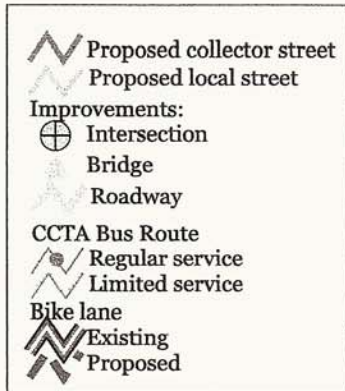 Proposed collector street
Proposed local street
Improvements:
Intersection
Bridge
Roadway
CCTA Bus Route
Regular service
Limited service
Bike lane
Existing
Proposed